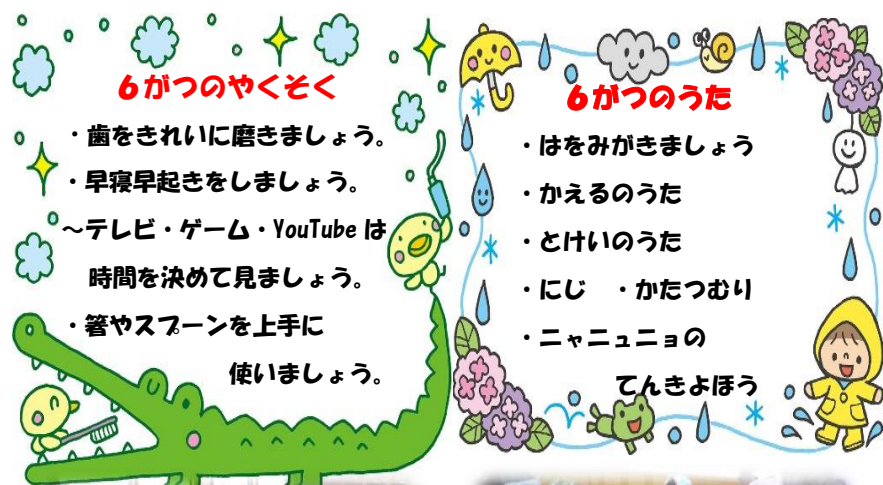 6がつのやくそく
・歯をきれいに磨きましょう。
・早寝早起きをしましょう。
~テレビ・ゲーム・YouTubeは
時間を決めて見ましょう。
・箸やスプーンを上手に
使いましょう。
6がつのうた
・はをみがきましょう
・かえるのうた
・とけいのうた
・にじ ・かたつむり
・ニャニュニョの
てんきよほう